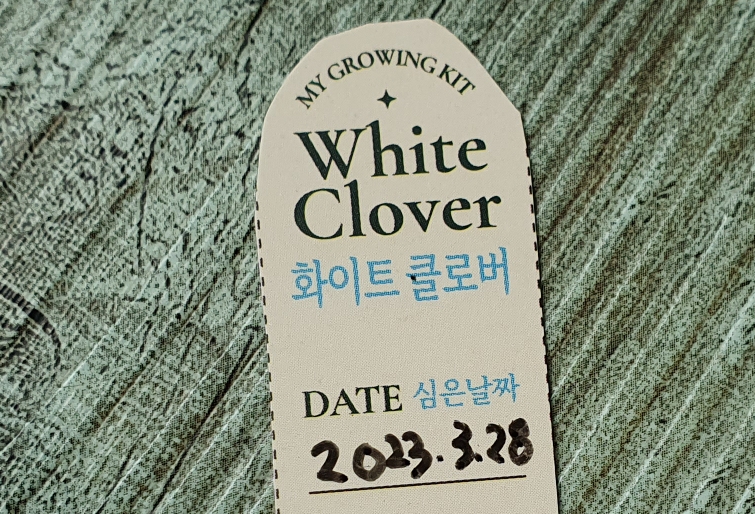 MY GROWING KIT
White
Clover
화이트 클로버
DATE 심은날짜
2023.3.28